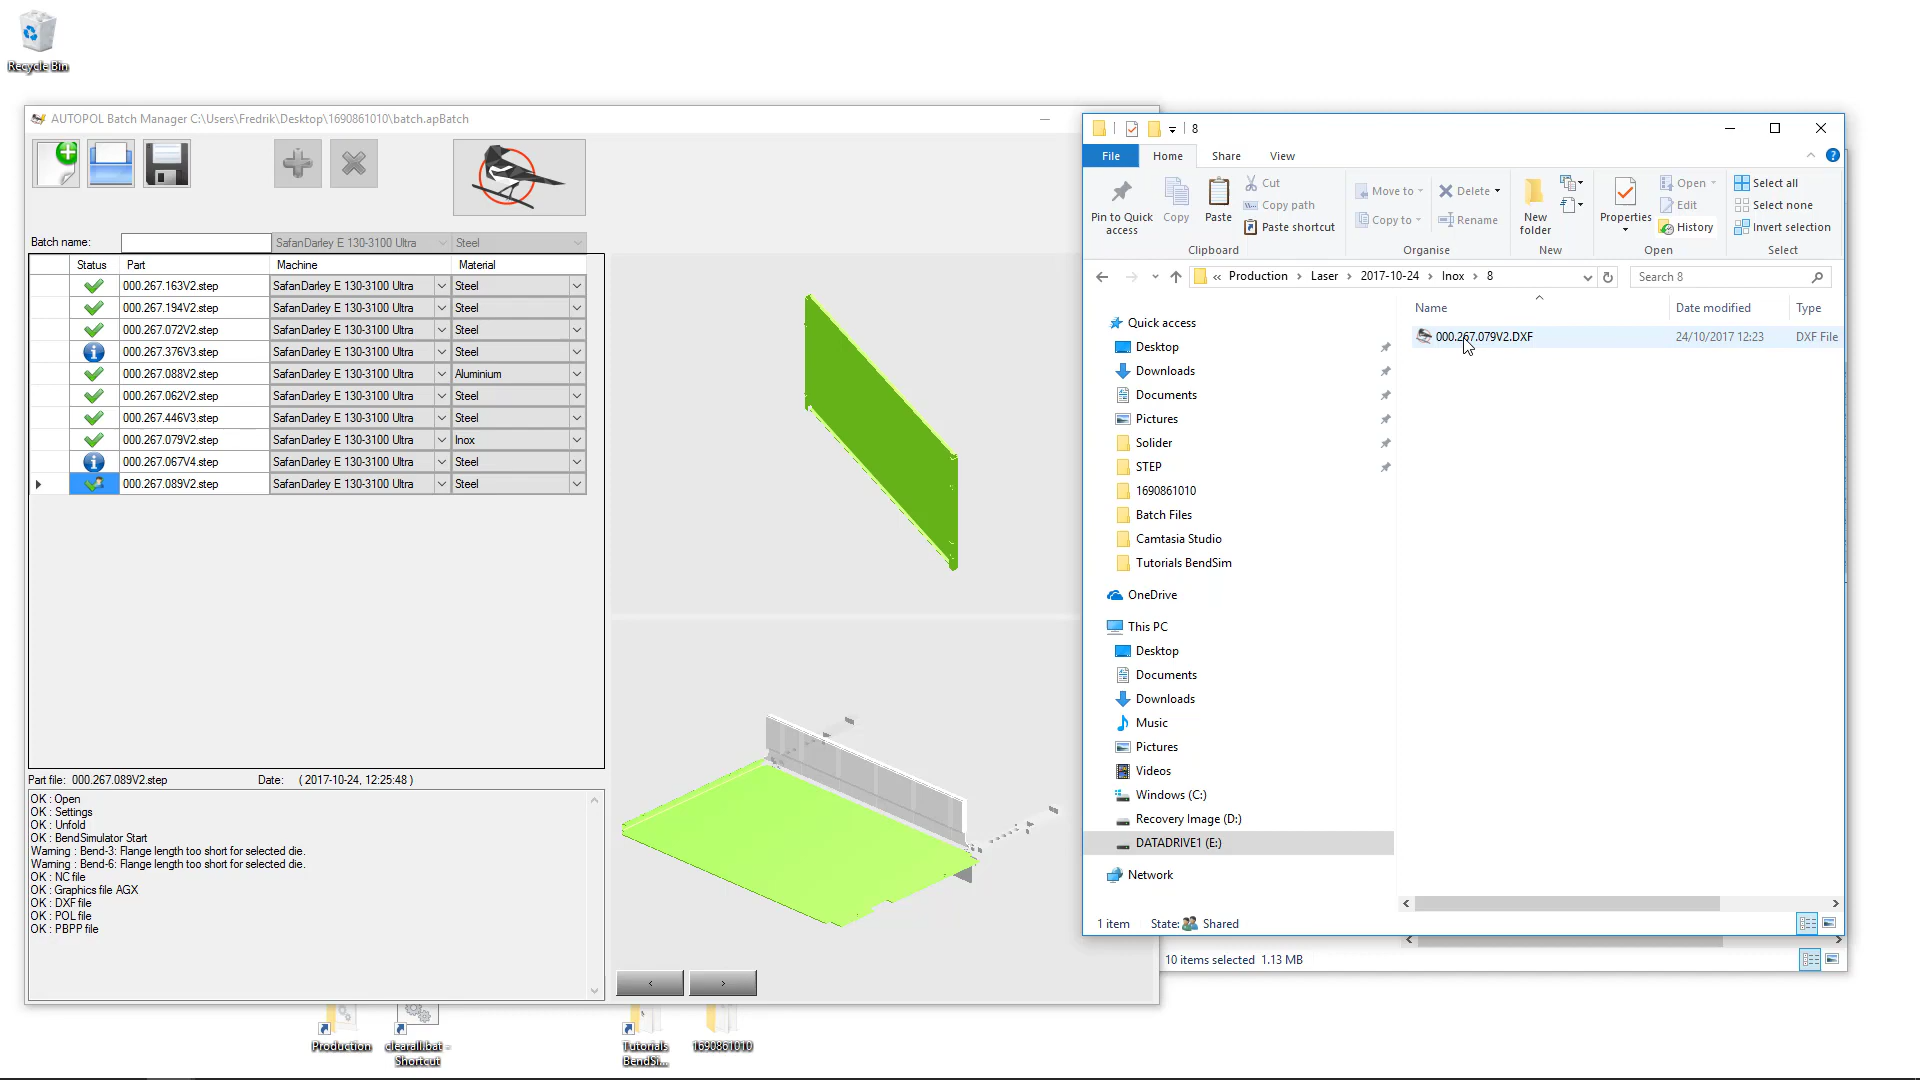 Recycle Bin
AUTOPOL Batch Manager C:\Users\Fredrik\Desktop\1690861010\batch.apBatch
Batch name:
SafanDarley E 130-3100 Ultra Steel
Status Part Machine Material
000.267.163V2.step SafanDarley E 130-3100 Ultra Steel
000.267.194V2.step SafanDarley E 130-3100 Ultra Steel
000.267.072V2.step SafanDarley E 130-3100 Ultra Steel
000.267.376V3.step SafanDarley E 130-3100 Ultra Steel
000.267.088V2.step SafanDarley E 130-3100 Ultra Aluminium
000.267.062V2.step SafanDarley E 130-3100 Ultra Steel
000.267.446V3.step SafanDarley E 130-3100 Ultra Steel
000.267.079V2.step SafanDarley E 130-3100 Ultra Inox
000.267.067V4.step SafanDarley E 130-3100 Ultra Steel
000.267.089V2.step SafanDarley E 130-3100 Ultra Steel
Part file: 000.267.089V2.step Date: ( 2017-10-24, 12:25:48 )
OK : Open
OK : Settings
OK : Unfold
OK : BendSimulator Start
Warning : Bend-3: Flange length too short for selected die.
Warning : Bend-6: Flange length too short for selected die.
OK : NC file
OK : Graphics file AGX
OK : DXF file
OK : POL file
OK : PBPP file
< >
8
File Home Share View
Pin to Quick access
Copy
Paste
Cut
Copy path
Paste shortcut
Clipboard
Move to
Copy to
Delete
Rename
Organise
New folder
New
Properties
Open
Edit
History
Open
Select all
Select none
Invert selection
Select
« Production › Laser › 2017-10-24 › Inox › 8
Search 8
Name Date modified Type
000.267.079V2.DXF 24/10/2017 12:23 DXF File
Quick access
Desktop
Downloads
Documents
Pictures
Solider
STEP
1690861010
Batch Files
Camtasia Studio
Tutorials BendSim
OneDrive
This PC
Desktop
Documents
Downloads
Music
Pictures
Videos
Windows (C:)
Recovery Image (D:)
DATADRIVE1 (E:)
Network
1 item State: Shared
10 items selected 1.13 MB
Production
clearall.bat - Shortcut
Tutorials BendSi...
1690861010